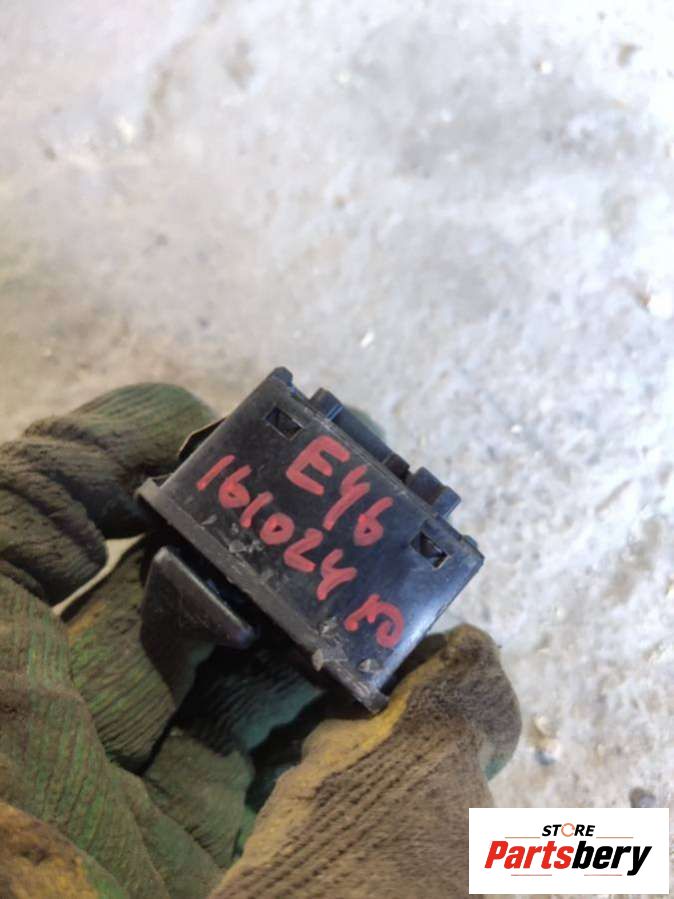 E46
161024
Ю
STORE
Partsbery